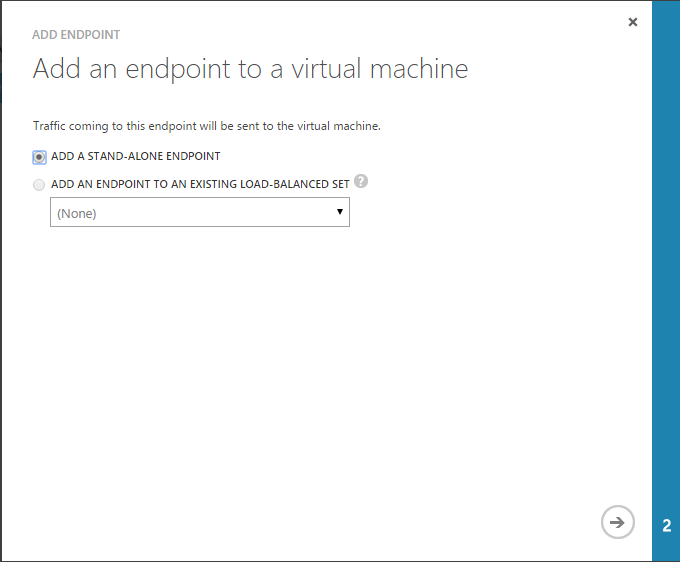 ADD ENDPOINT
Add an endpoint to a virtual machine
Traffic coming to this endpoint will be sent to the virtual machine.
ADD A STAND-ALONE ENDPOINT
ADD AN ENDPOINT TO AN EXISTING LOAD-BALANCED SET ?
(None)
2